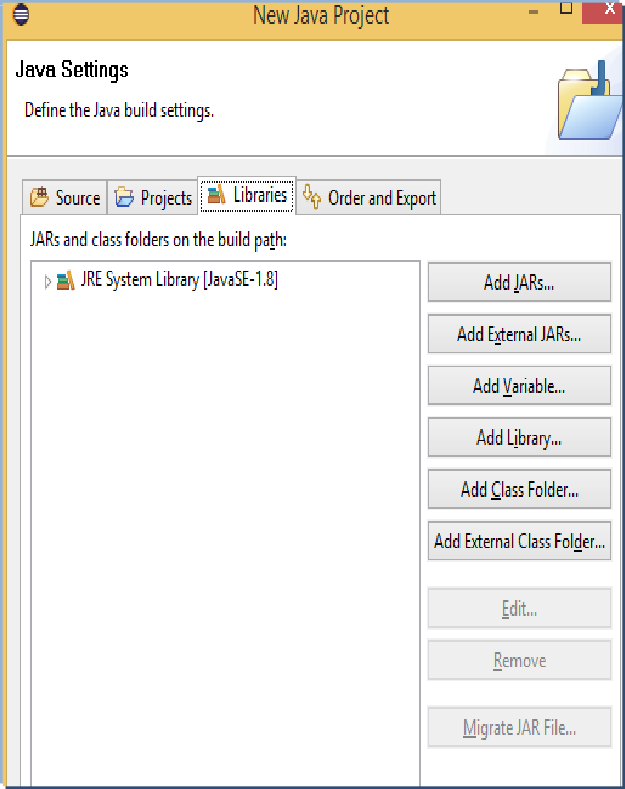 New Java Project
Java Settings
Define the Java build settings.
Source Projects Libraries Order and Export
JARs and class folders on the build path:
JRE System Library [JavaSE-1.8]
Add JARs...
Add External JARs...
Add Variable...
Add Library...
Add Class Folder...
Add External Class Folder...
Edit...
Remove
Migrate JAR File...